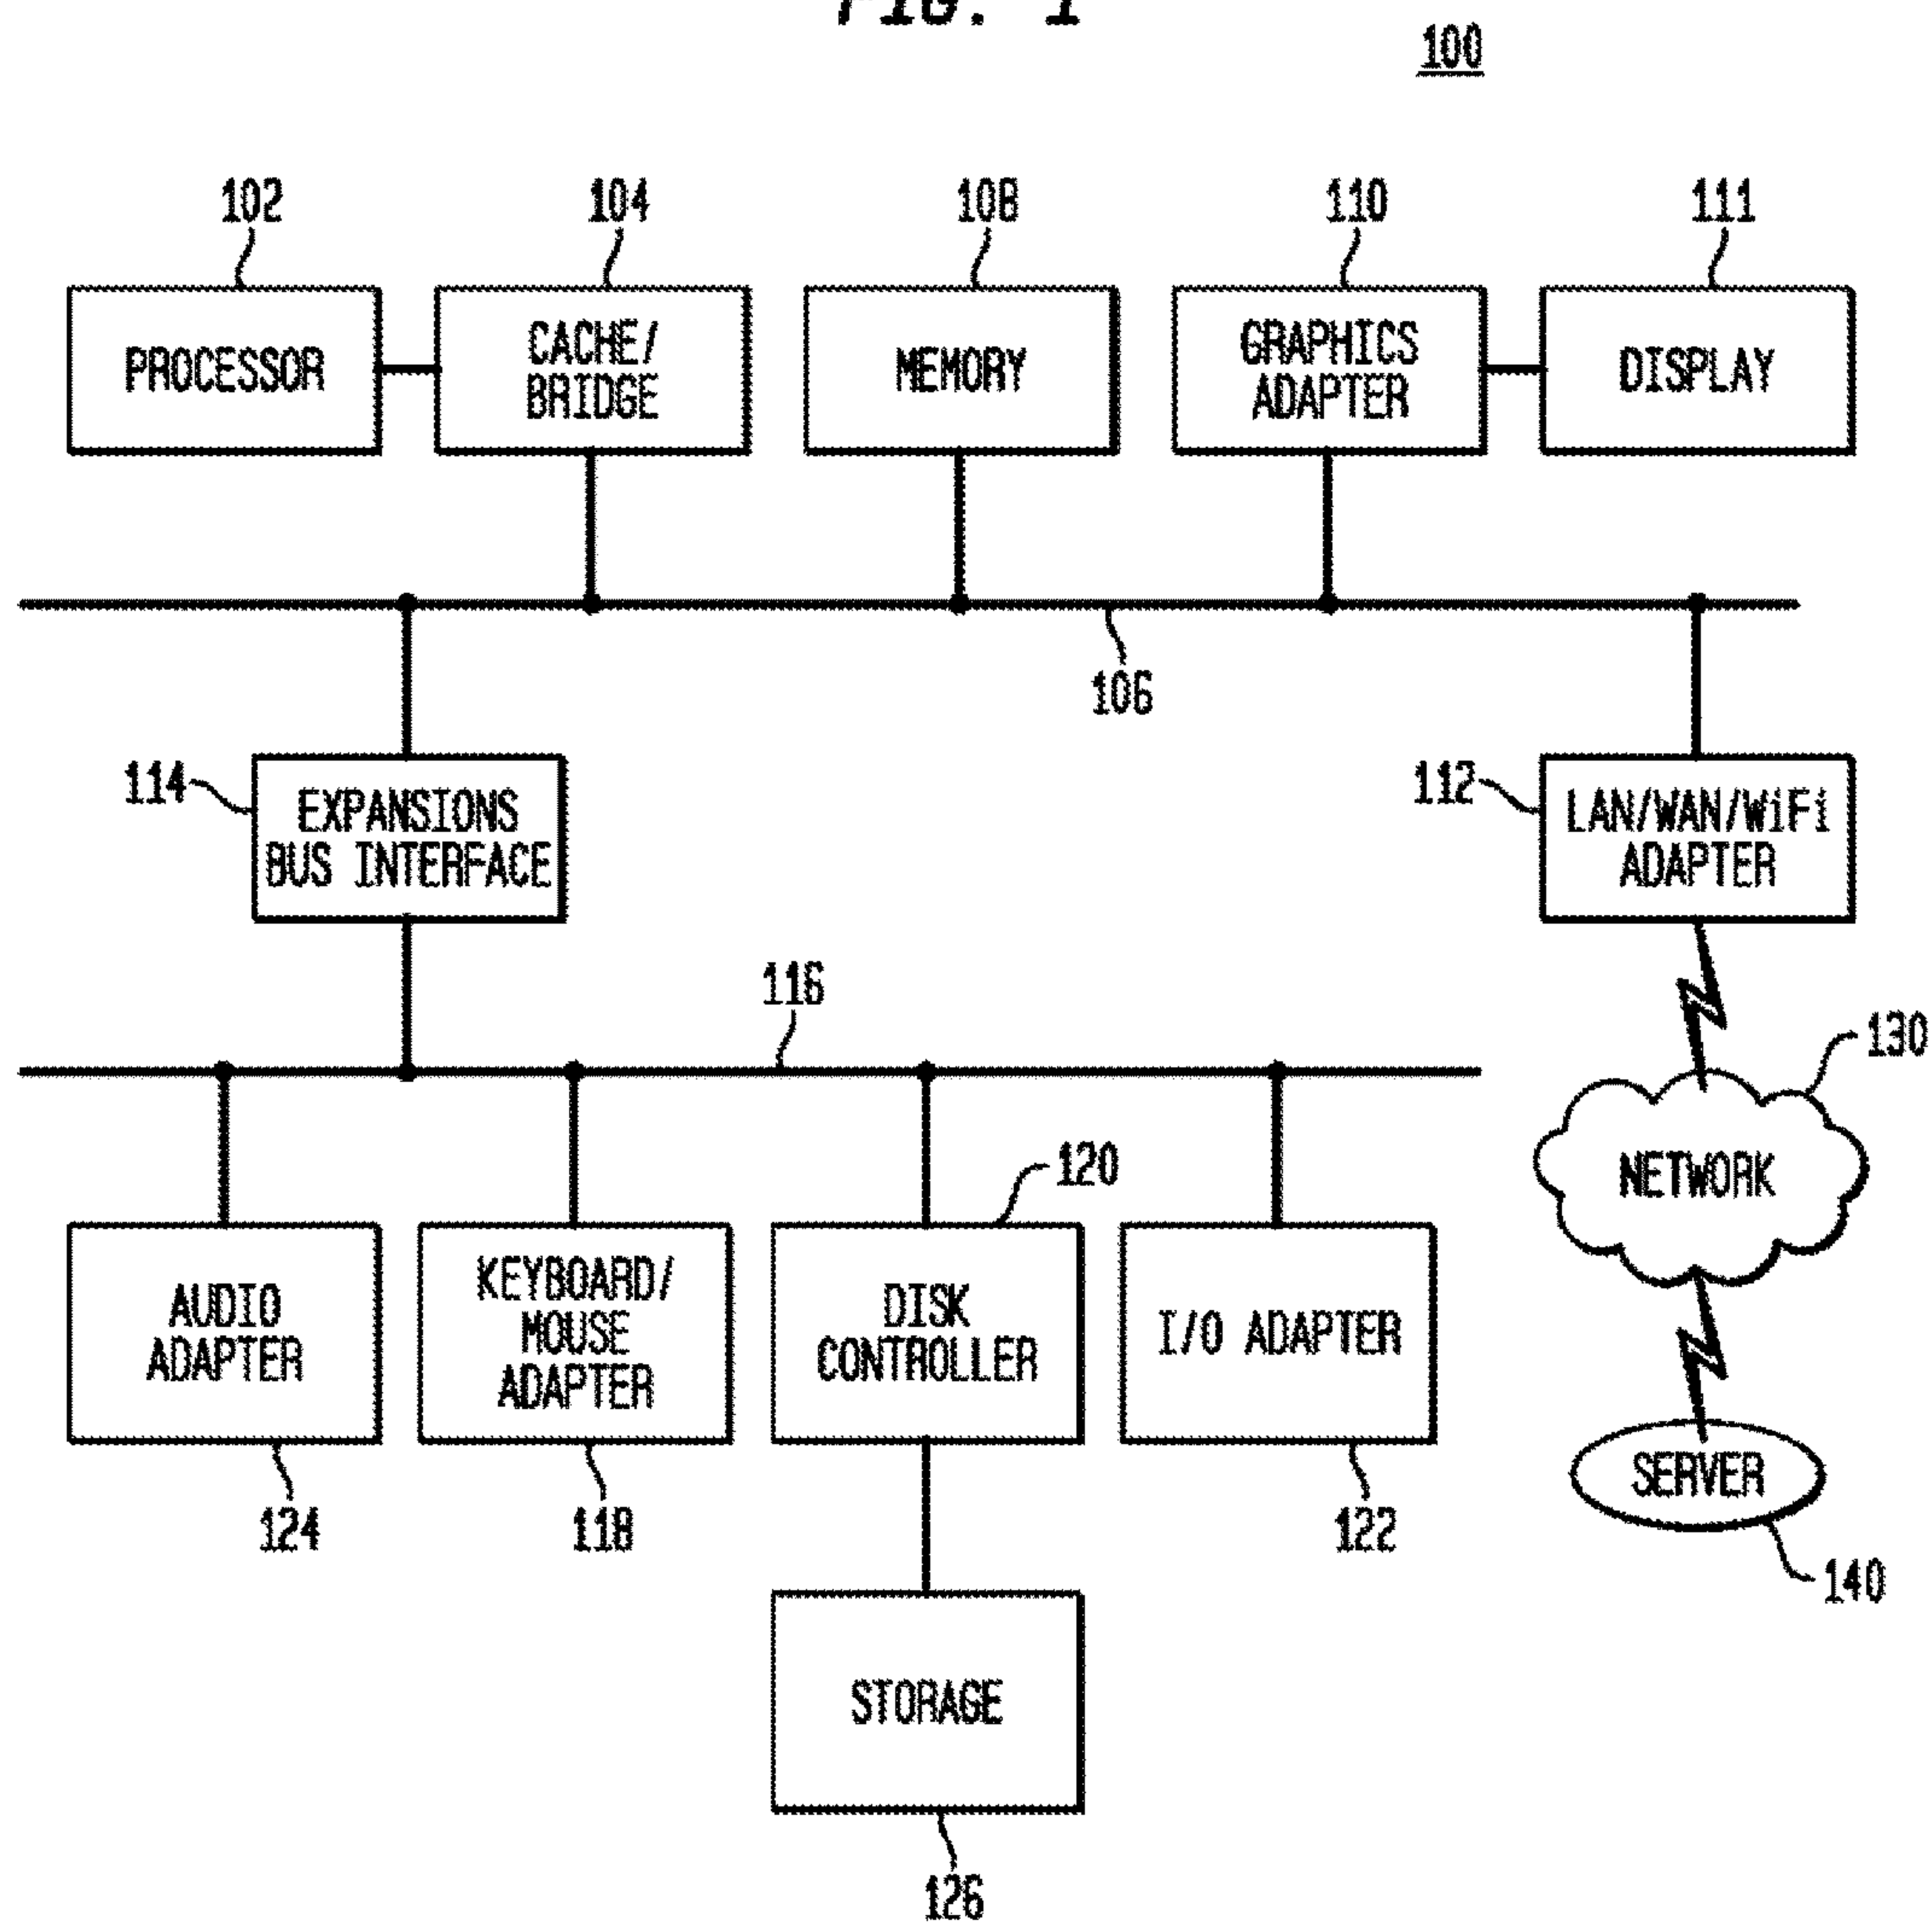 FIG. 1
100
102
104
108
110
111
PROCESSOR
CACHE/
BRIDGE
MEMORY
GRAPHICS
ADAPTER
DISPLAY
106
114
EXPANSIONS
BUS INTERFACE
112
LAN/WAN/WiFi
ADAPTER
116
130
NETWORK
120
AUDIO
ADAPTER
KEYBOARD/
MOUSE
ADAPTER
DISK
CONTROLLER
I/O ADAPTER
SERVER
124
118
122
140
STORAGE
126